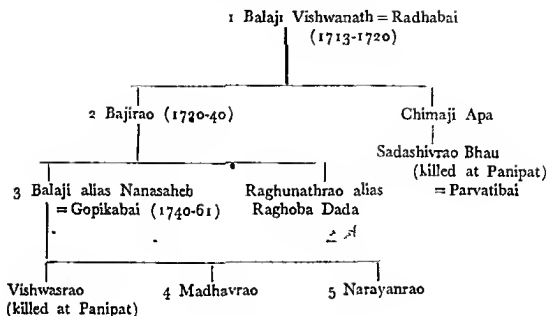 1 Balaji Vishwanath = Radhabai
(1713-1720)
2 Bajirao (1720-40)
Chimaji Apa
Sadashivrao Bhau
(killed at Panipat)
= Parvatibai
3 Balaji alias Nanasaheb
= Gopikabai (1740-61)
Raghunathrao alias
Raghoba Dada
Vishwasrao
(killed at Panipat)
4 Madhavrao
5 Narayanrao